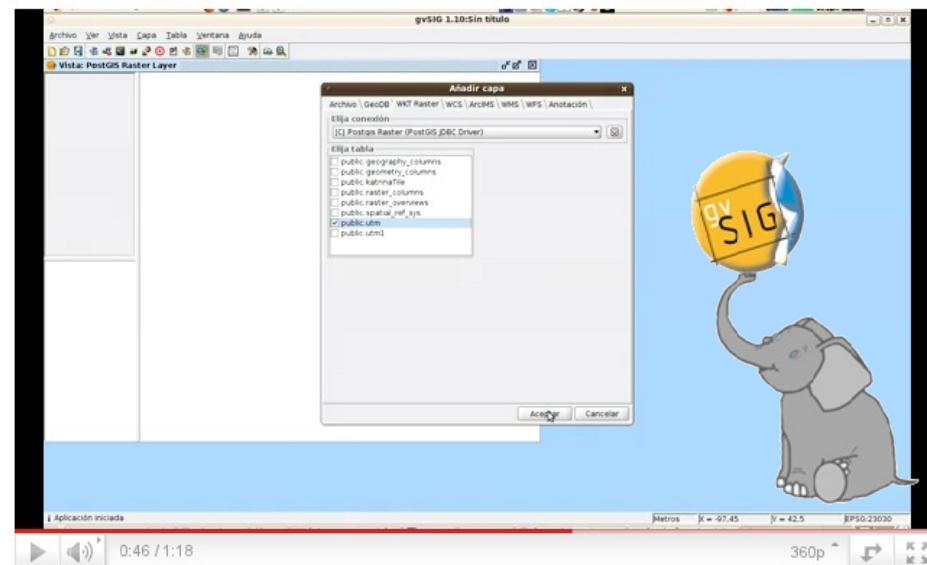 gvSIG 1.10:Sin título
Archivo Ver Vista Capa Tabla Ventana Ayuda
Vista: PostGIS Raster Layer
Añadir capa
Archivo GeoDB WKT Raster WCS ArcIMS WMS WFS Anotación
Elija conexión
[C] Postgis Raster (PostGIS JDBC Driver)
Elija tabla
public.geography_columns
public.geometry_columns
public.katrinaTile
public.raster_columns
public.raster_overviews
public.spatial_ref_sys
public.utm
public.utm1
gv
SIG
Aceptar Cancelar
Aplicación iniciada
Metros X = -97,45 Y = 42,5 EPSG:23030
0:46 / 1:18 360p